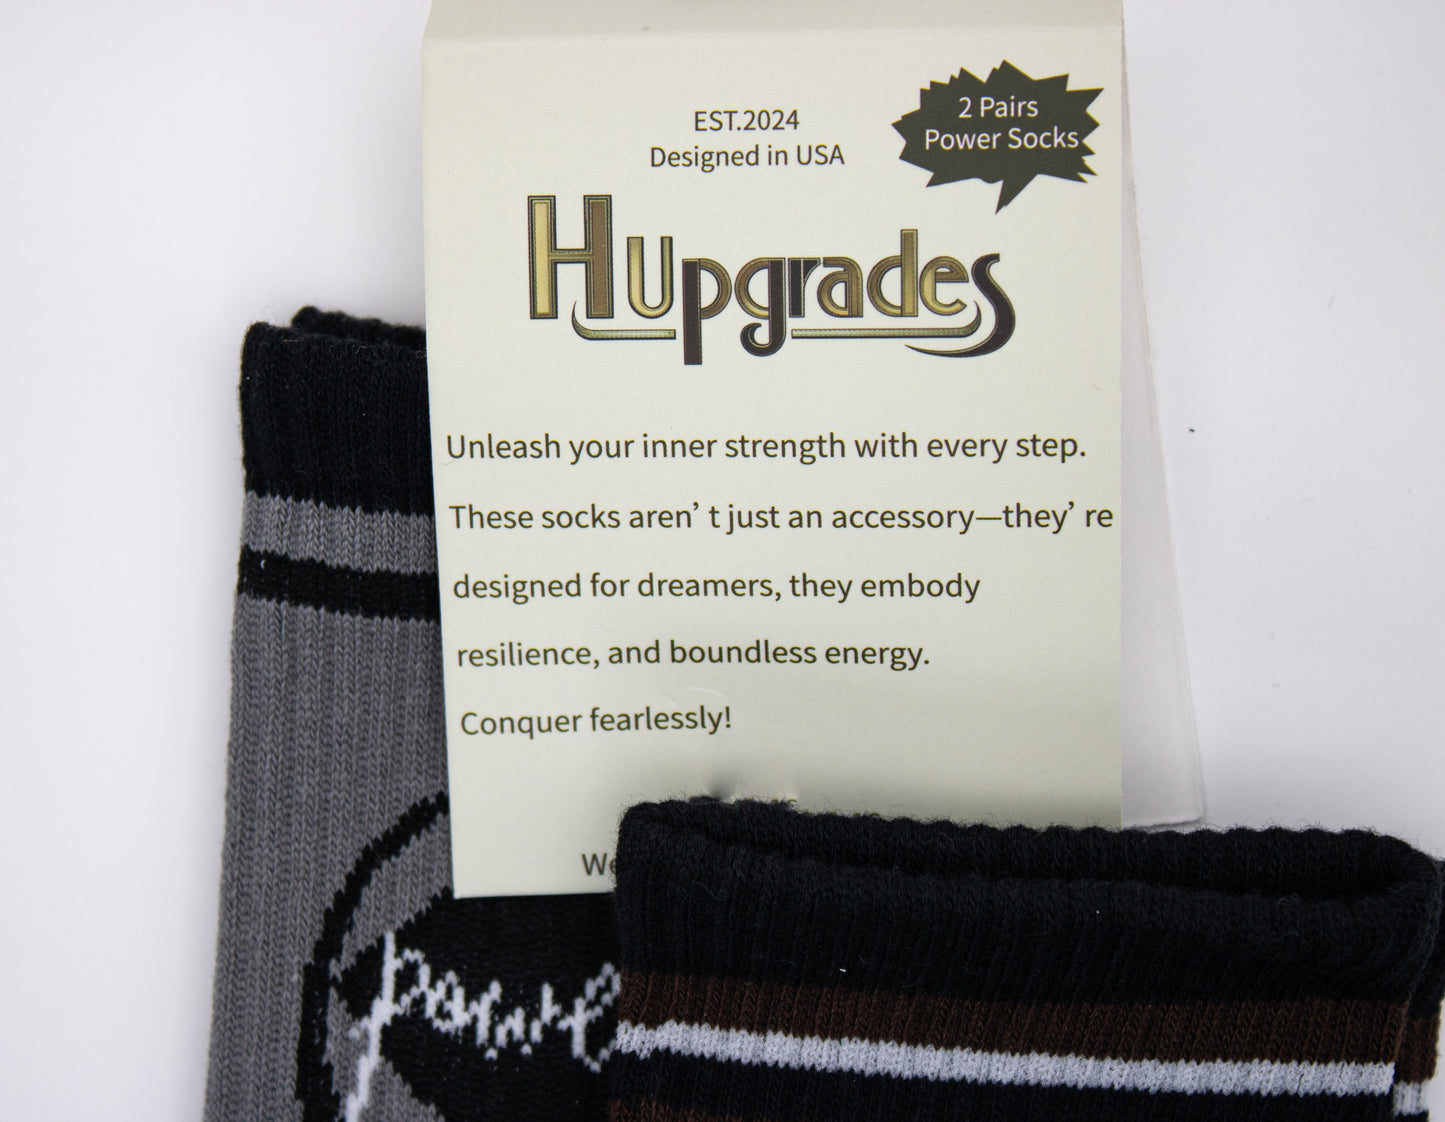 EST.2024
Designed in USA
2 Pairs
Power Socks
Hupgrades
Unleash your inner strength with every step.
These socks aren’ t just an accessory—they’ re
designed for dreamers, they embody
resilience, and boundless energy.
Conquer fearlessly!